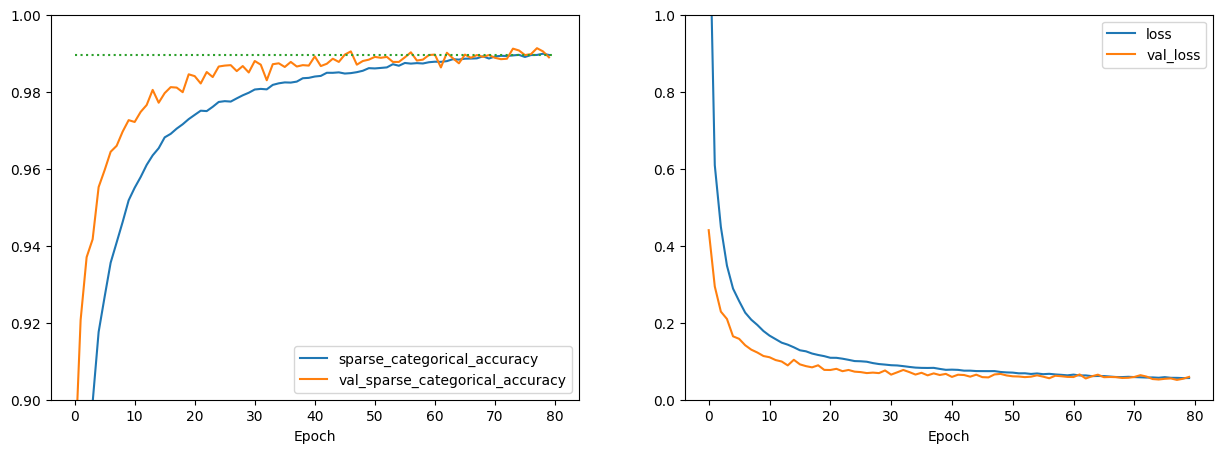 1.00
0.98
0.96
0.94
0.92
0.90
0 10 20 30 40 50 60 70 80
Epoch
sparse_categorical_accuracy
val_sparse_categorical_accuracy
1.0
0.8
0.6
0.4
0.2
0.0
0 10 20 30 40 50 60 70 80
Epoch
loss
val_loss